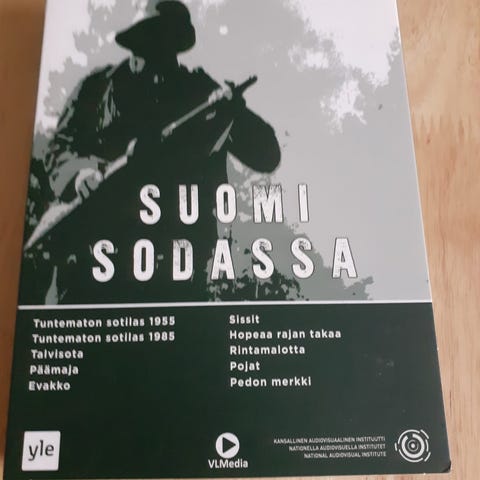 SUOMI
SODASSA
Tuntematon sotilas 1955
Tuntematon sotilas 1985
Talvisota
Päämaja
Evakko
Sissit
Hopeaa rajan takaa
Rintamalotta
Pojat
Pedon merkki
yle
VLMedia
KANSALLINEN AUDIOVISUAALINEN INSTITUUTTI
NATIONELLA AUDIOVISUELLA INSTITUTET
NATIONAL AUDIOVISUAL INSTITUTE